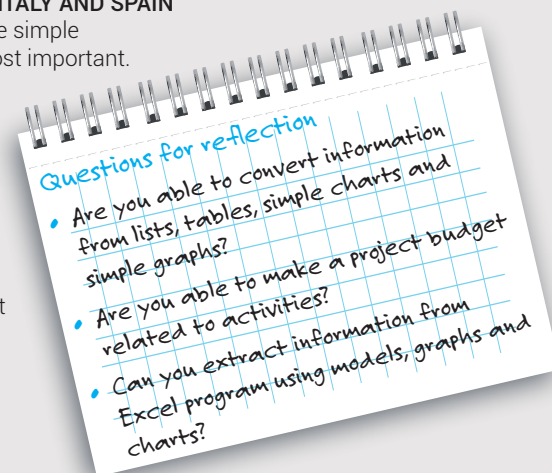 ITALY AND SPAIN
e simple
ost important.
Questions for reflection
• Are you able to convert information
from lists, tables, simple charts and
simple graphs?
• Are you able to make a project budget
related to activities?
• Can you extract information from
Excel program using models, graphs and
charts?
t